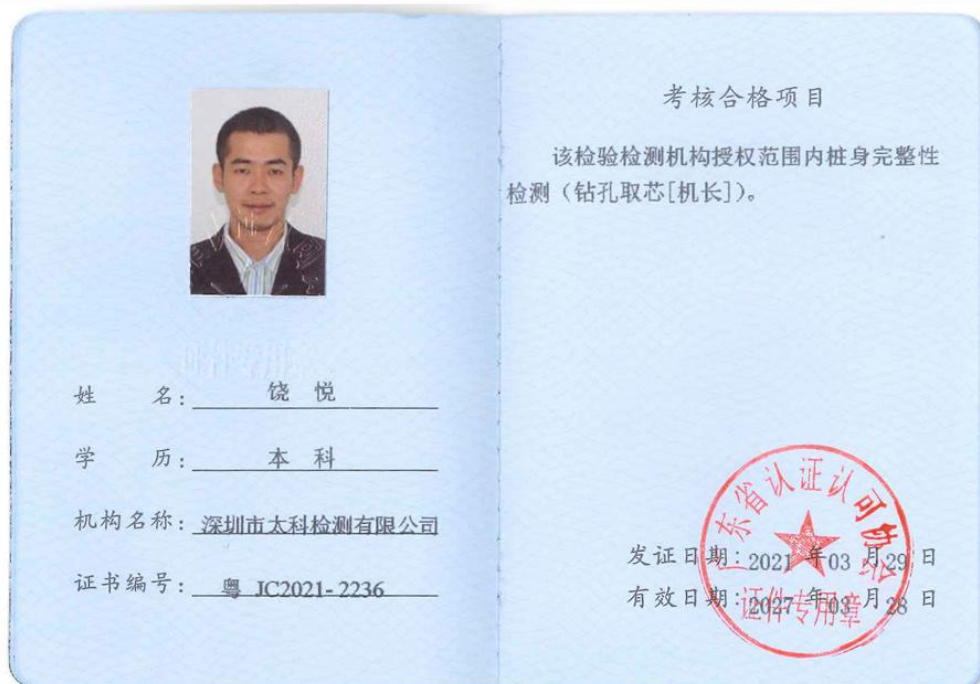 姓 名: 饶 悦
学 历: 本 科
机构名称: 深圳市太科检测有限公司
证书编号: 粤 JC2021- 2236
考核合格项目
该检验检测机构授权范围内桩身完整性
检测（钻孔取芯[机长]）。
广东省认证认可协会
发证日期: 2021 年 03 月 29 日
有效日期: 2027 年 03 月 28 日
证件专用章